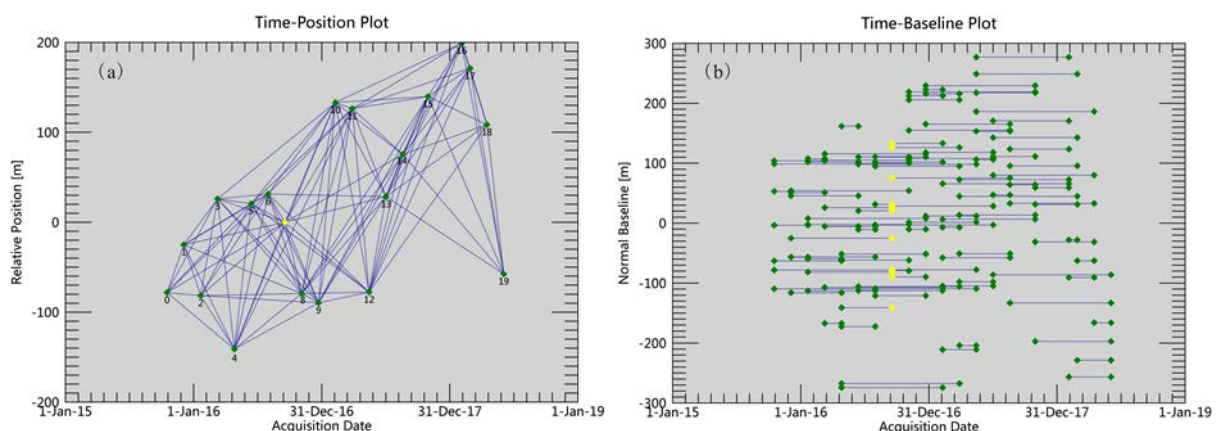 Time-Position Plot
(a)
200
100
0
-100
-200
Relative Position [m]
16
17
10
11
15
18
14
3
5
6
13
1
0
2
8
9
12
19
4
1-Jan-15
1-Jan-16
31-Dec-16
31-Dec-17
1-Jan-19
Acquisition Date
Time-Baseline Plot
(b)
300
200
100
0
-100
-200
-300
Normal Baseline [m]
1-Jan-15
1-Jan-16
31-Dec-16
31-Dec-17
1-Jan-19
Acquisition Date